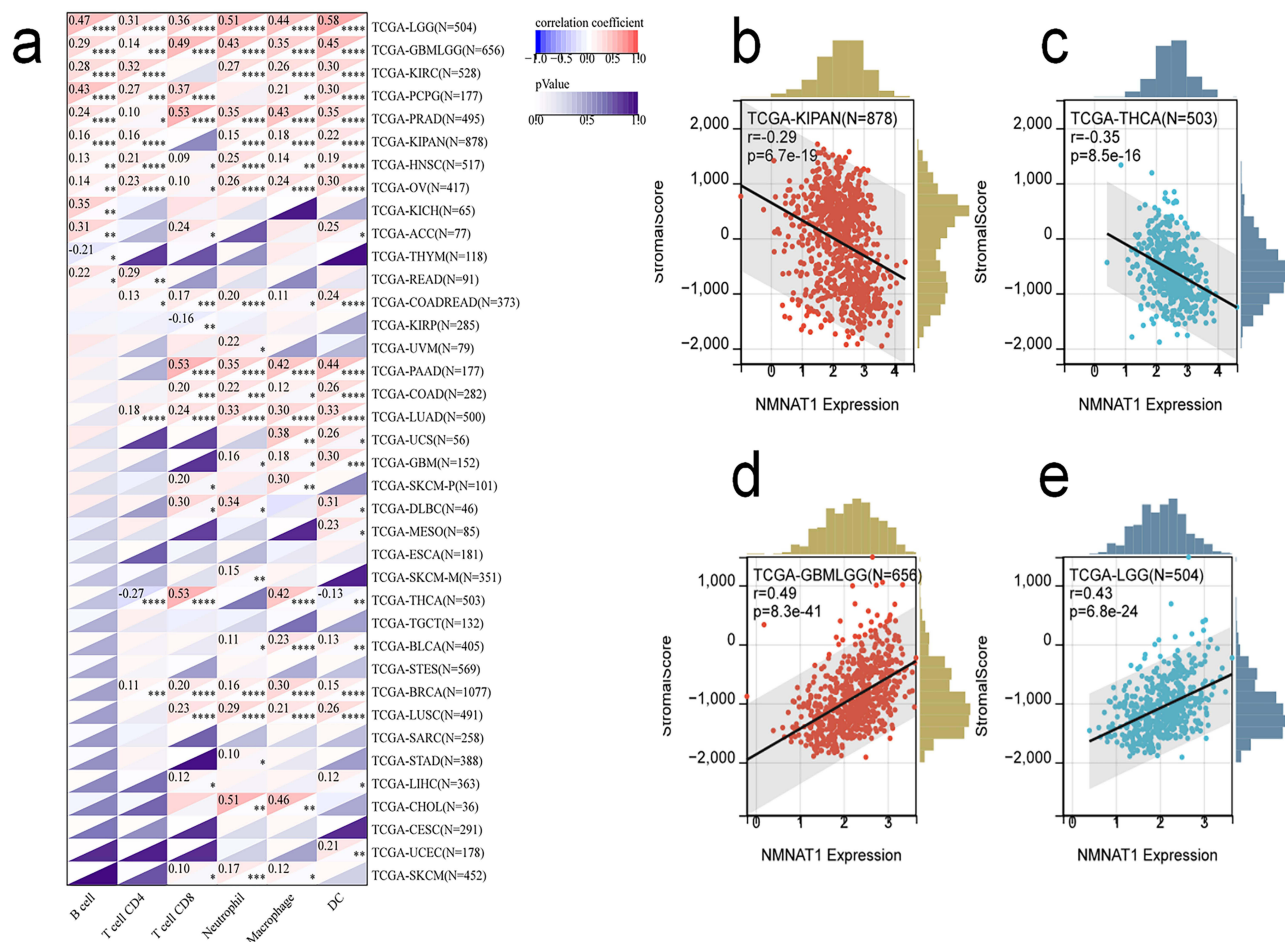 a
correlation coefficient
-1.0 -0.5 0.0 0.5 1.0
pValue
0.0 0.5 1.0
0.47 **** 0.31 **** 0.36 **** 0.51 **** 0.44 **** 0.58 **** TCGA-LGG(N=504)
0.29 **** 0.14 *** 0.49 **** 0.43 **** 0.35 **** 0.45 **** TCGA-GBMLGG(N=656)
0.28 **** 0.32 **** 0.27 **** 0.26 **** 0.30 **** TCGA-KIRC(N=528)
0.43 **** 0.27 *** 0.37 * 0.21 ** 0.30 **** TCGA-PCPG(N=177)
0.24 **** 0.10 * 0.53 **** 0.35 **** 0.43 **** 0.35 **** TCGA-PRAD(N=495)
0.16 **** 0.16 **** 0.15 **** 0.18 **** 0.22 **** TCGA-KIPAN(N=878)
0.13 ** 0.21 **** 0.09 * 0.25 **** 0.14 ** 0.19 **** TCGA-HNSC(N=517)
0.14 ** 0.23 **** 0.10 * 0.26 **** 0.24 **** 0.30 **** TCGA-OV(N=417)
0.35 ** TCGA-KICH(N=65)
0.31 ** 0.24 * 0.25 * TCGA-ACC(N=77)
-0.21 * TCGA-THYM(N=118)
0.22 * 0.29 ** TCGA-READ(N=91)
0.13 * 0.17 *** 0.20 **** 0.11 * 0.24 **** TCGA-COADREAD(N=373)
-0.16 ** TCGA-KIRP(N=285)
0.22 * TCGA-UVM(N=79)
0.53 **** 0.35 **** 0.42 **** 0.44 **** TCGA-PAAD(N=177)
0.20 *** 0.22 *** 0.12 * 0.26 **** TCGA-COAD(N=282)
0.18 **** 0.24 **** 0.33 **** 0.30 **** 0.33 **** TCGA-LUAD(N=500)
0.38 ** 0.26 * TCGA-UCS(N=56)
0.16 * 0.18 * 0.30 *** TCGA-GBM(N=152)
0.20 * 0.30 ** TCGA-SKCM-P(N=101)
0.30 * 0.34 * 0.31 * TCGA-DLBC(N=46)
0.23 * TCGA-MESO(N=85)
TCGA-ESCA(N=181)
0.15 ** TCGA-SKCM-M(N=351)
-0.27 **** 0.53 **** 0.42 **** -0.13 ** TCGA-THCA(N=503)
TCGA-TGCT(N=132)
0.11 * 0.23 **** 0.13 ** TCGA-BLCA(N=405)
TCGA-STES(N=569)
0.11 *** 0.20 **** 0.16 **** 0.30 **** 0.15 **** TCGA-BRCA(N=1077)
0.23 **** 0.29 **** 0.21 **** 0.26 **** TCGA-LUSC(N=491)
TCGA-SARC(N=258)
0.10 * TCGA-STAD(N=388)
0.12 * 0.12 * TCGA-LIHC(N=363)
0.51 ** 0.46 ** TCGA-CHOL(N=36)
TCGA-CESC(N=291)
0.21 ** TCGA-UCEC(N=178)
0.10 * 0.17 *** 0.12 * TCGA-SKCM(N=452)
B cell T cell CD4 T cell CD8 Neutrophil Macrophage DC
b
TCGA-KIPAN(N=878)
r=-0.29
p=6.7e-19
StromalScore
2,000
1,000
0
−1,000
−2,000
0 1 2 3 4
NMNAT1 Expression
c
TCGA-THCA(N=503)
r=-0.35
p=8.5e-16
StromalScore
2,000
1,000
0
−1,000
−2,000
0 1 2 3 4
NMNAT1 Expression
d
TCGA-GBMLGG(N=656)
r=0.49
p=8.3e-41
StromalScore
1,000
0
−1,000
−2,000
0 1 2 3
NMNAT1 Expression
e
TCGA-LGG(N=504)
r=0.43
p=6.8e-24
StromalScore
1,000
0
−1,000
−2,000
0 1 2 3
NMNAT1 Expression